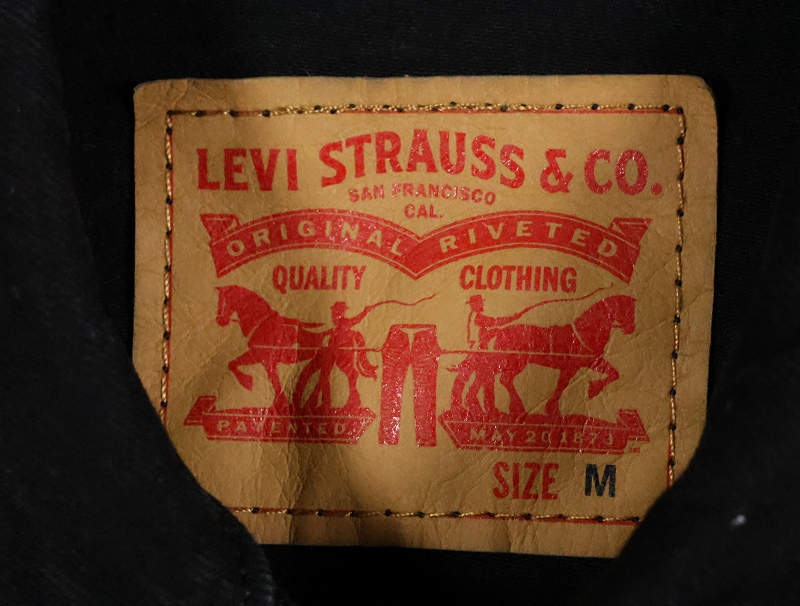 LEVI STRAUSS & CO.
SAN FRANCISCO
CAL.
ORIGINAL RIVETED
QUALITY CLOTHING
PATENTED MAY 20 1873
SIZE M